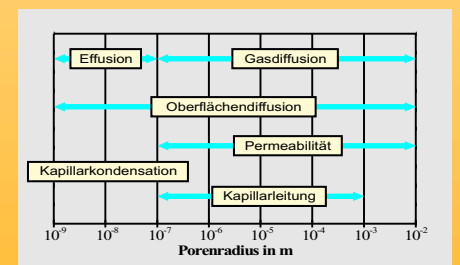 Effusion
Gasdiffusion
Oberflächendiffusion
Permeabilität
Kapillarkondensation
Kapillarleitung
10-9 10-8 10-7 10-6 10-5 10-4 10-3 10-2
Porenradius in m